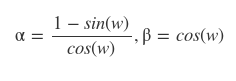 α = (1 − sin(w)) / cos(w), β = cos(w)